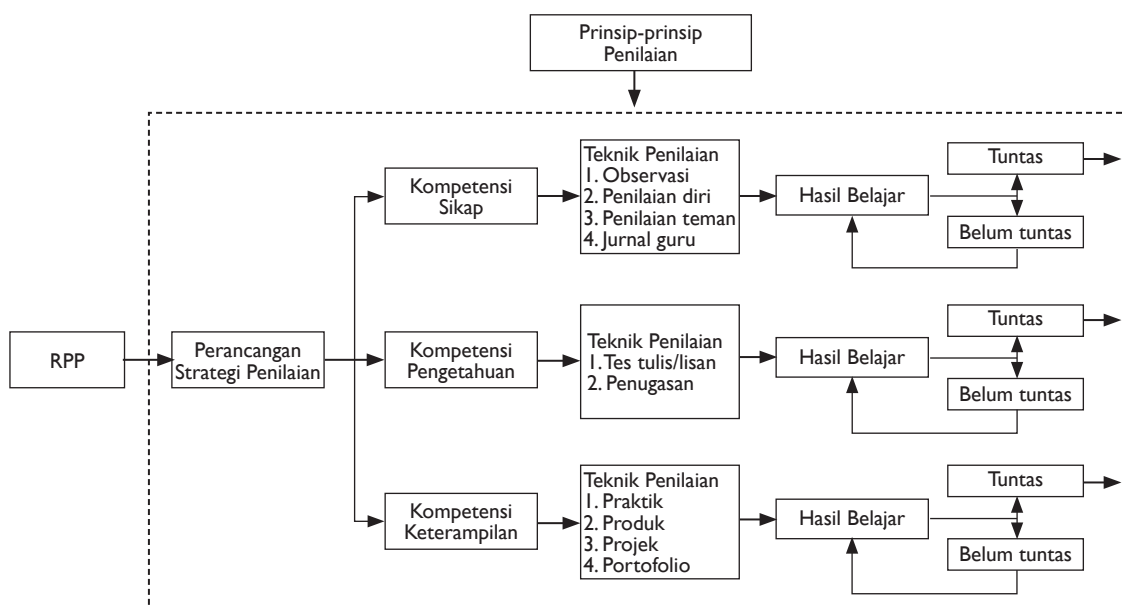 Prinsip-prinsip
Penilaian
RPP
Perancangan
Strategi Penilaian
Kompetensi
Sikap
Teknik Penilaian
1. Observasi
2. Penilaian diri
3. Penilaian teman
4. Jurnal guru
Hasil Belajar
Tuntas
Belum tuntas
Kompetensi
Pengetahuan
Teknik Penilaian
1. Tes tulis/lisan
2. Penugasan
Hasil Belajar
Tuntas
Belum tuntas
Kompetensi
Keterampilan
Teknik Penilaian
1. Praktik
2. Produk
3. Projek
4. Portofolio
Hasil Belajar
Tuntas
Belum tuntas